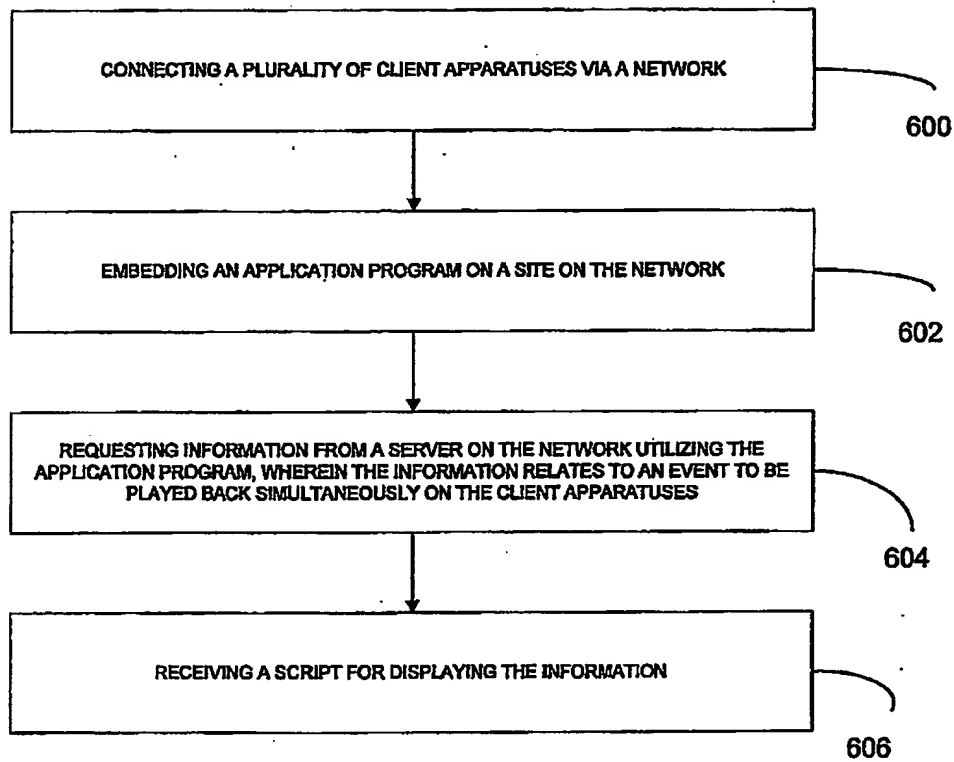 CONNECTING A PLURALITY OF CLIENT APPARATUSES VIA A NETWORK
600
EMBEDDING AN APPLICATION PROGRAM ON A SITE ON THE NETWORK
602
REQUESTING INFORMATION FROM A SERVER ON THE NETWORK UTILIZING THE
APPLICATION PROGRAM, WHEREIN THE INFORMATION RELATES TO AN EVENT TO BE
PLAYED BACK SIMULTANEOUSLY ON THE CLIENT APPARATUSES
604
RECEIVING A SCRIPT FOR DISPLAYING THE INFORMATION
606